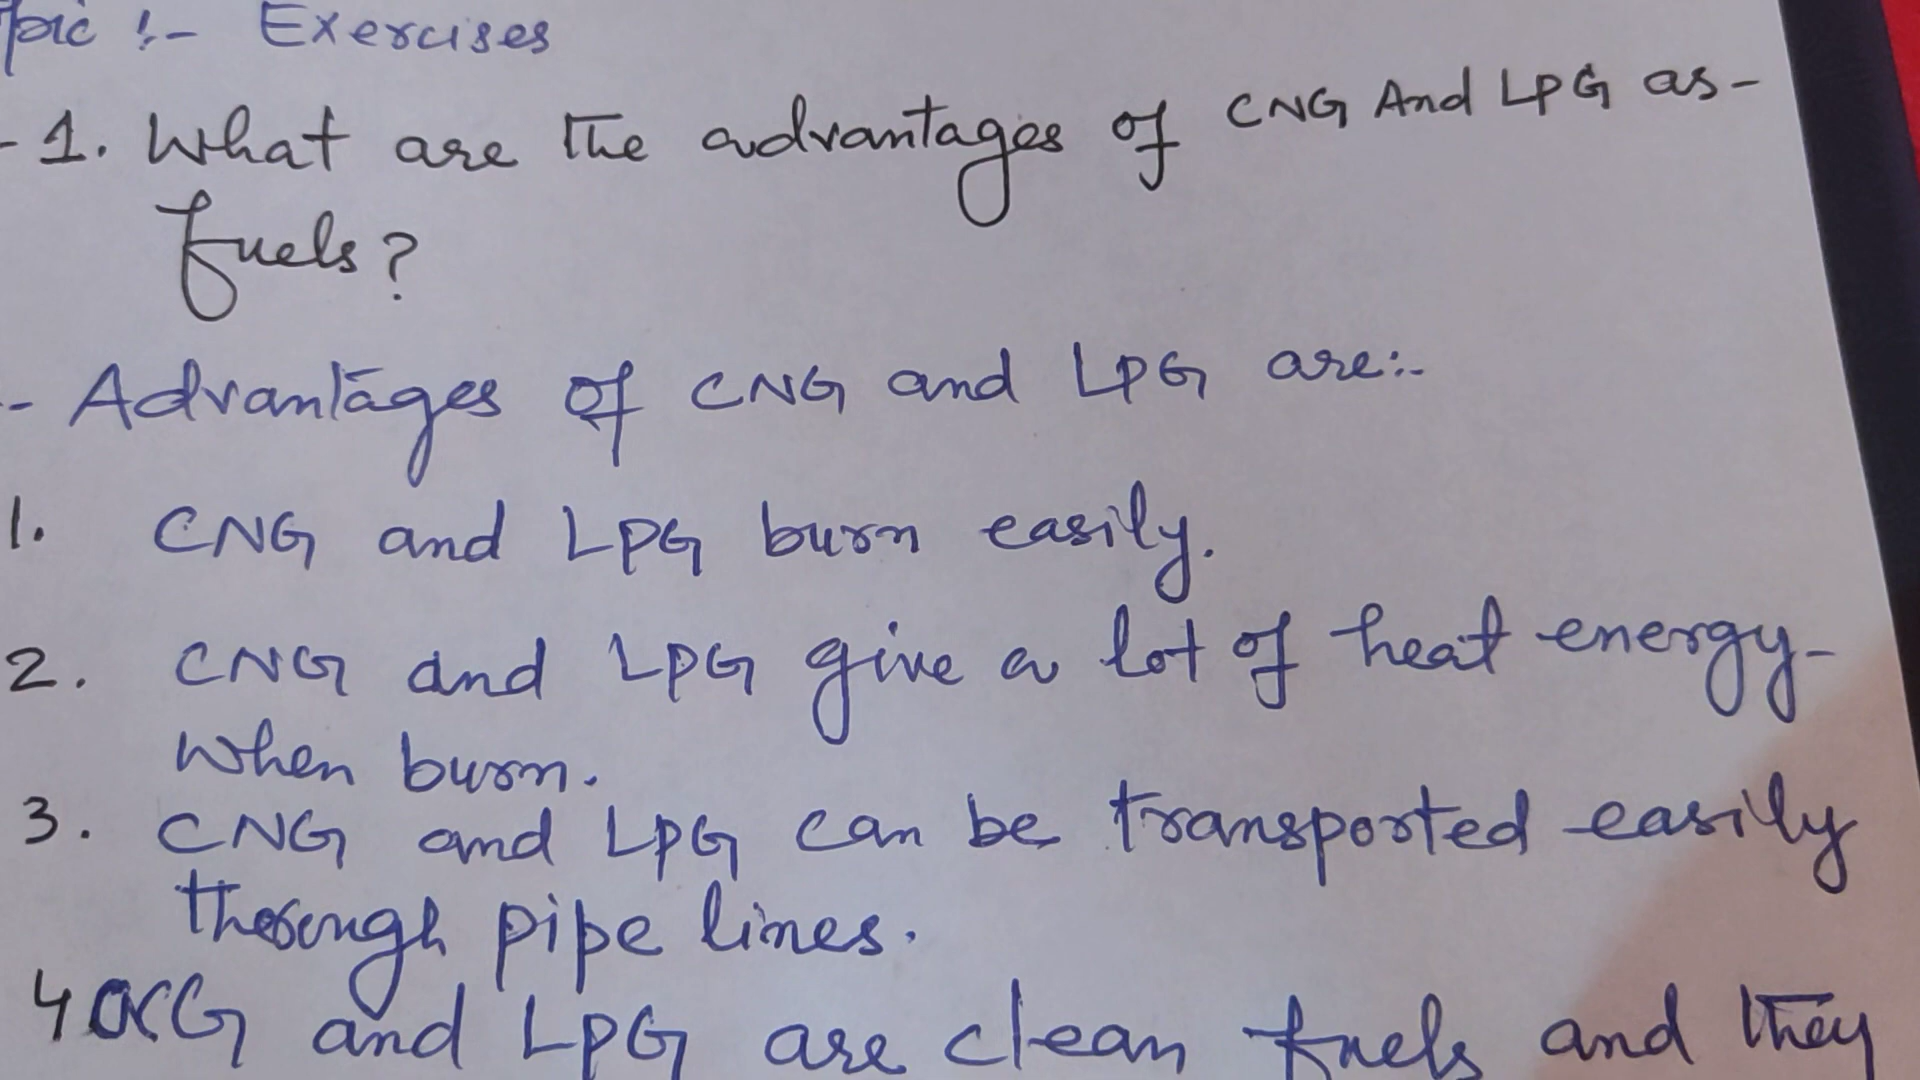 Topic :- Exercises
-1. What are the advantages of CNG And LPG as-
fuels?
- Advantages of CNG and LPG are:-
1. CNG and LPG burn easily.
2. CNG and LPG give a lot of heat energy-
when burn.
3. CNG and LPG can be transported easily
through pipe lines.
4 and LPG are clean fuels and they